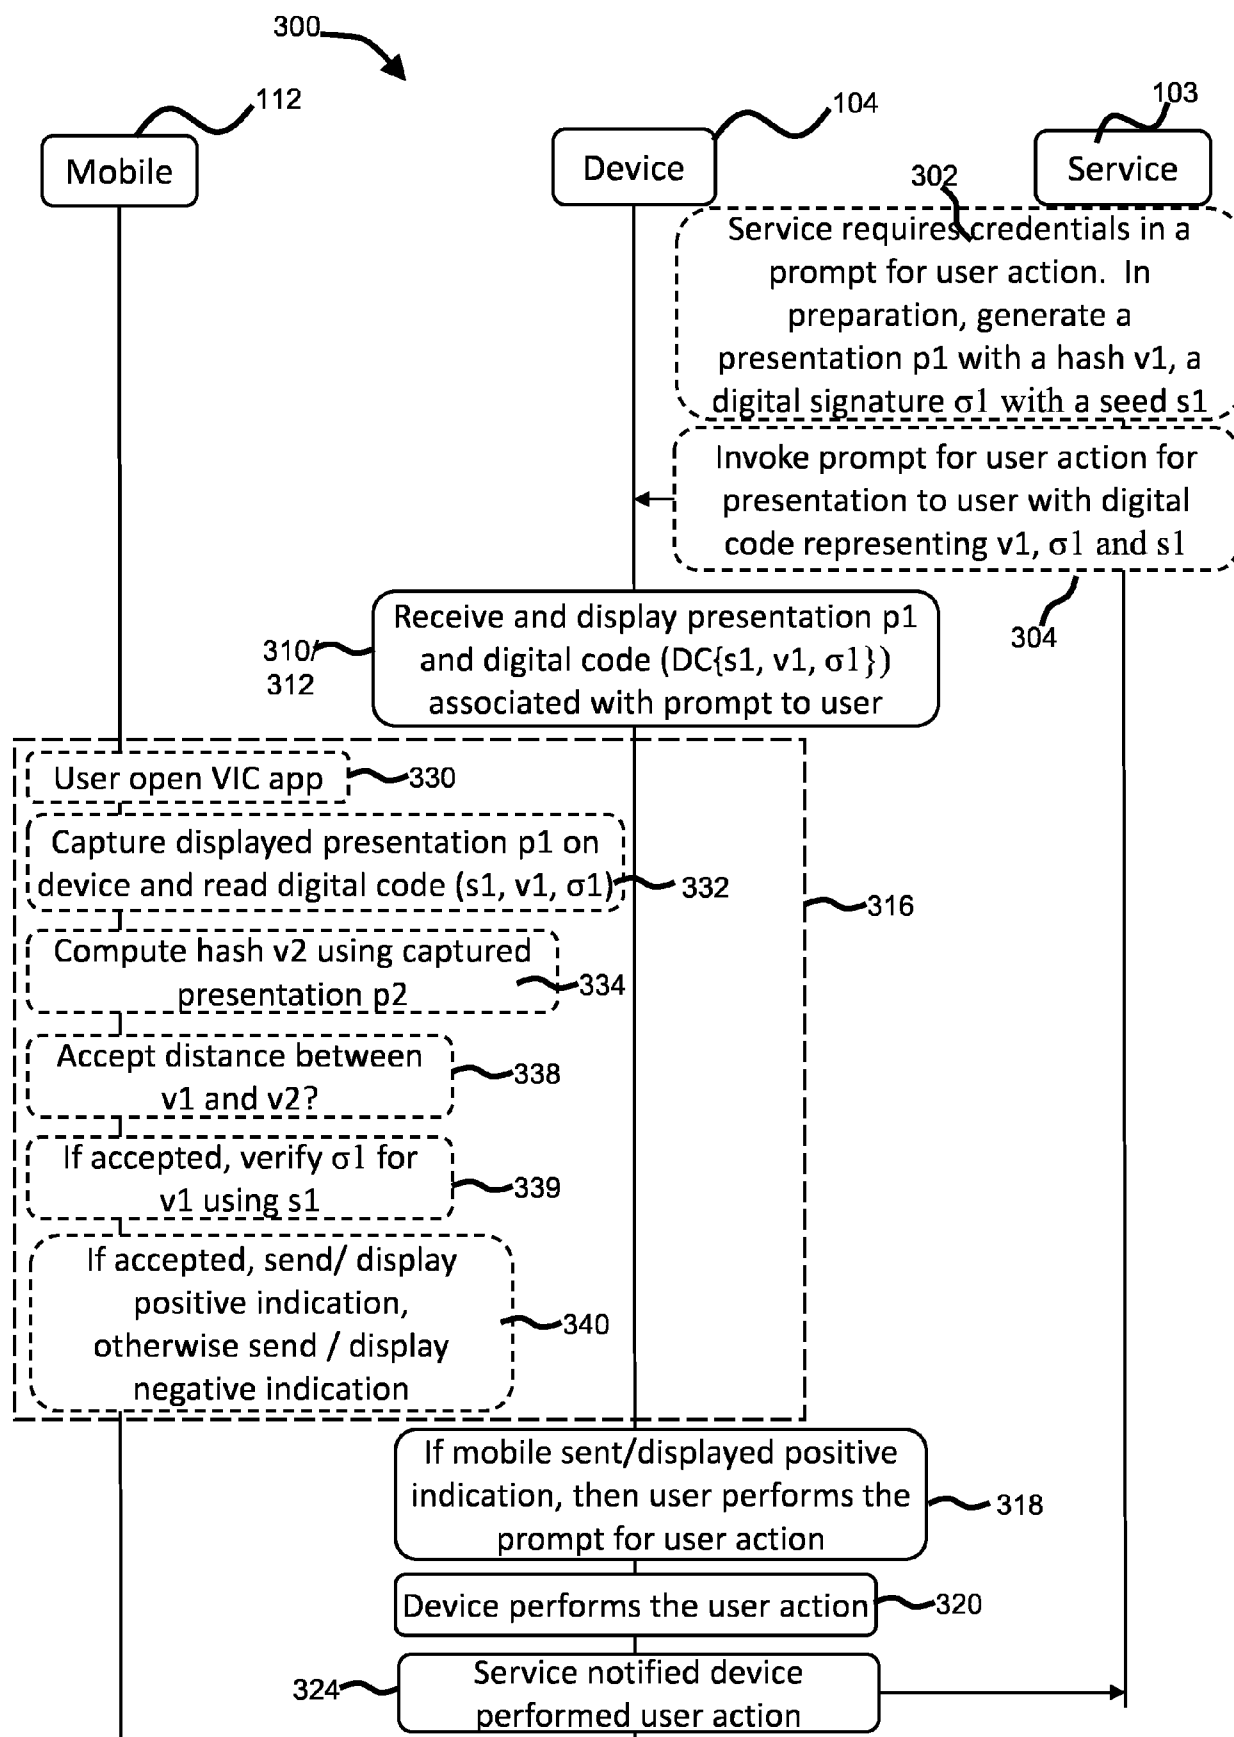 300
112
104
103
Mobile
Device
Service
302
Service requires credentials in a
prompt for user action. In
preparation, generate a
presentation p1 with a hash v1, a
digital signature σ1 with a seed s1
Invoke prompt for user action for
presentation to user with digital
code representing v1, σ1 and s1
304
310/
312
Receive and display presentation p1
and digital code (DC{s1, v1, σ1})
associated with prompt to user
User open VIC app
330
Capture displayed presentation p1 on
device and read digital code (s1, v1, σ1)
332
316
Compute hash v2 using captured
presentation p2
334
Accept distance between
v1 and v2?
338
If accepted, verify σ1 for
v1 using s1
339
If accepted, send/ display
positive indication,
otherwise send / display
negative indication
340
If mobile sent/displayed positive
indication, then user performs the
prompt for user action
318
Device performs the user action
320
324
Service notified device
performed user action